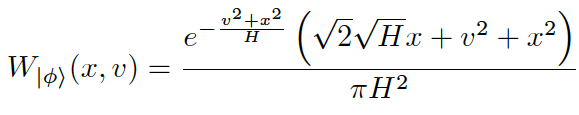 W_{|\phi\rangle}(x, v) = \frac{e^{-\frac{v^2+x^2}{H}} \left(\sqrt{2}\sqrt{H}x + v^2 + x^2\right)}{\pi H^2}